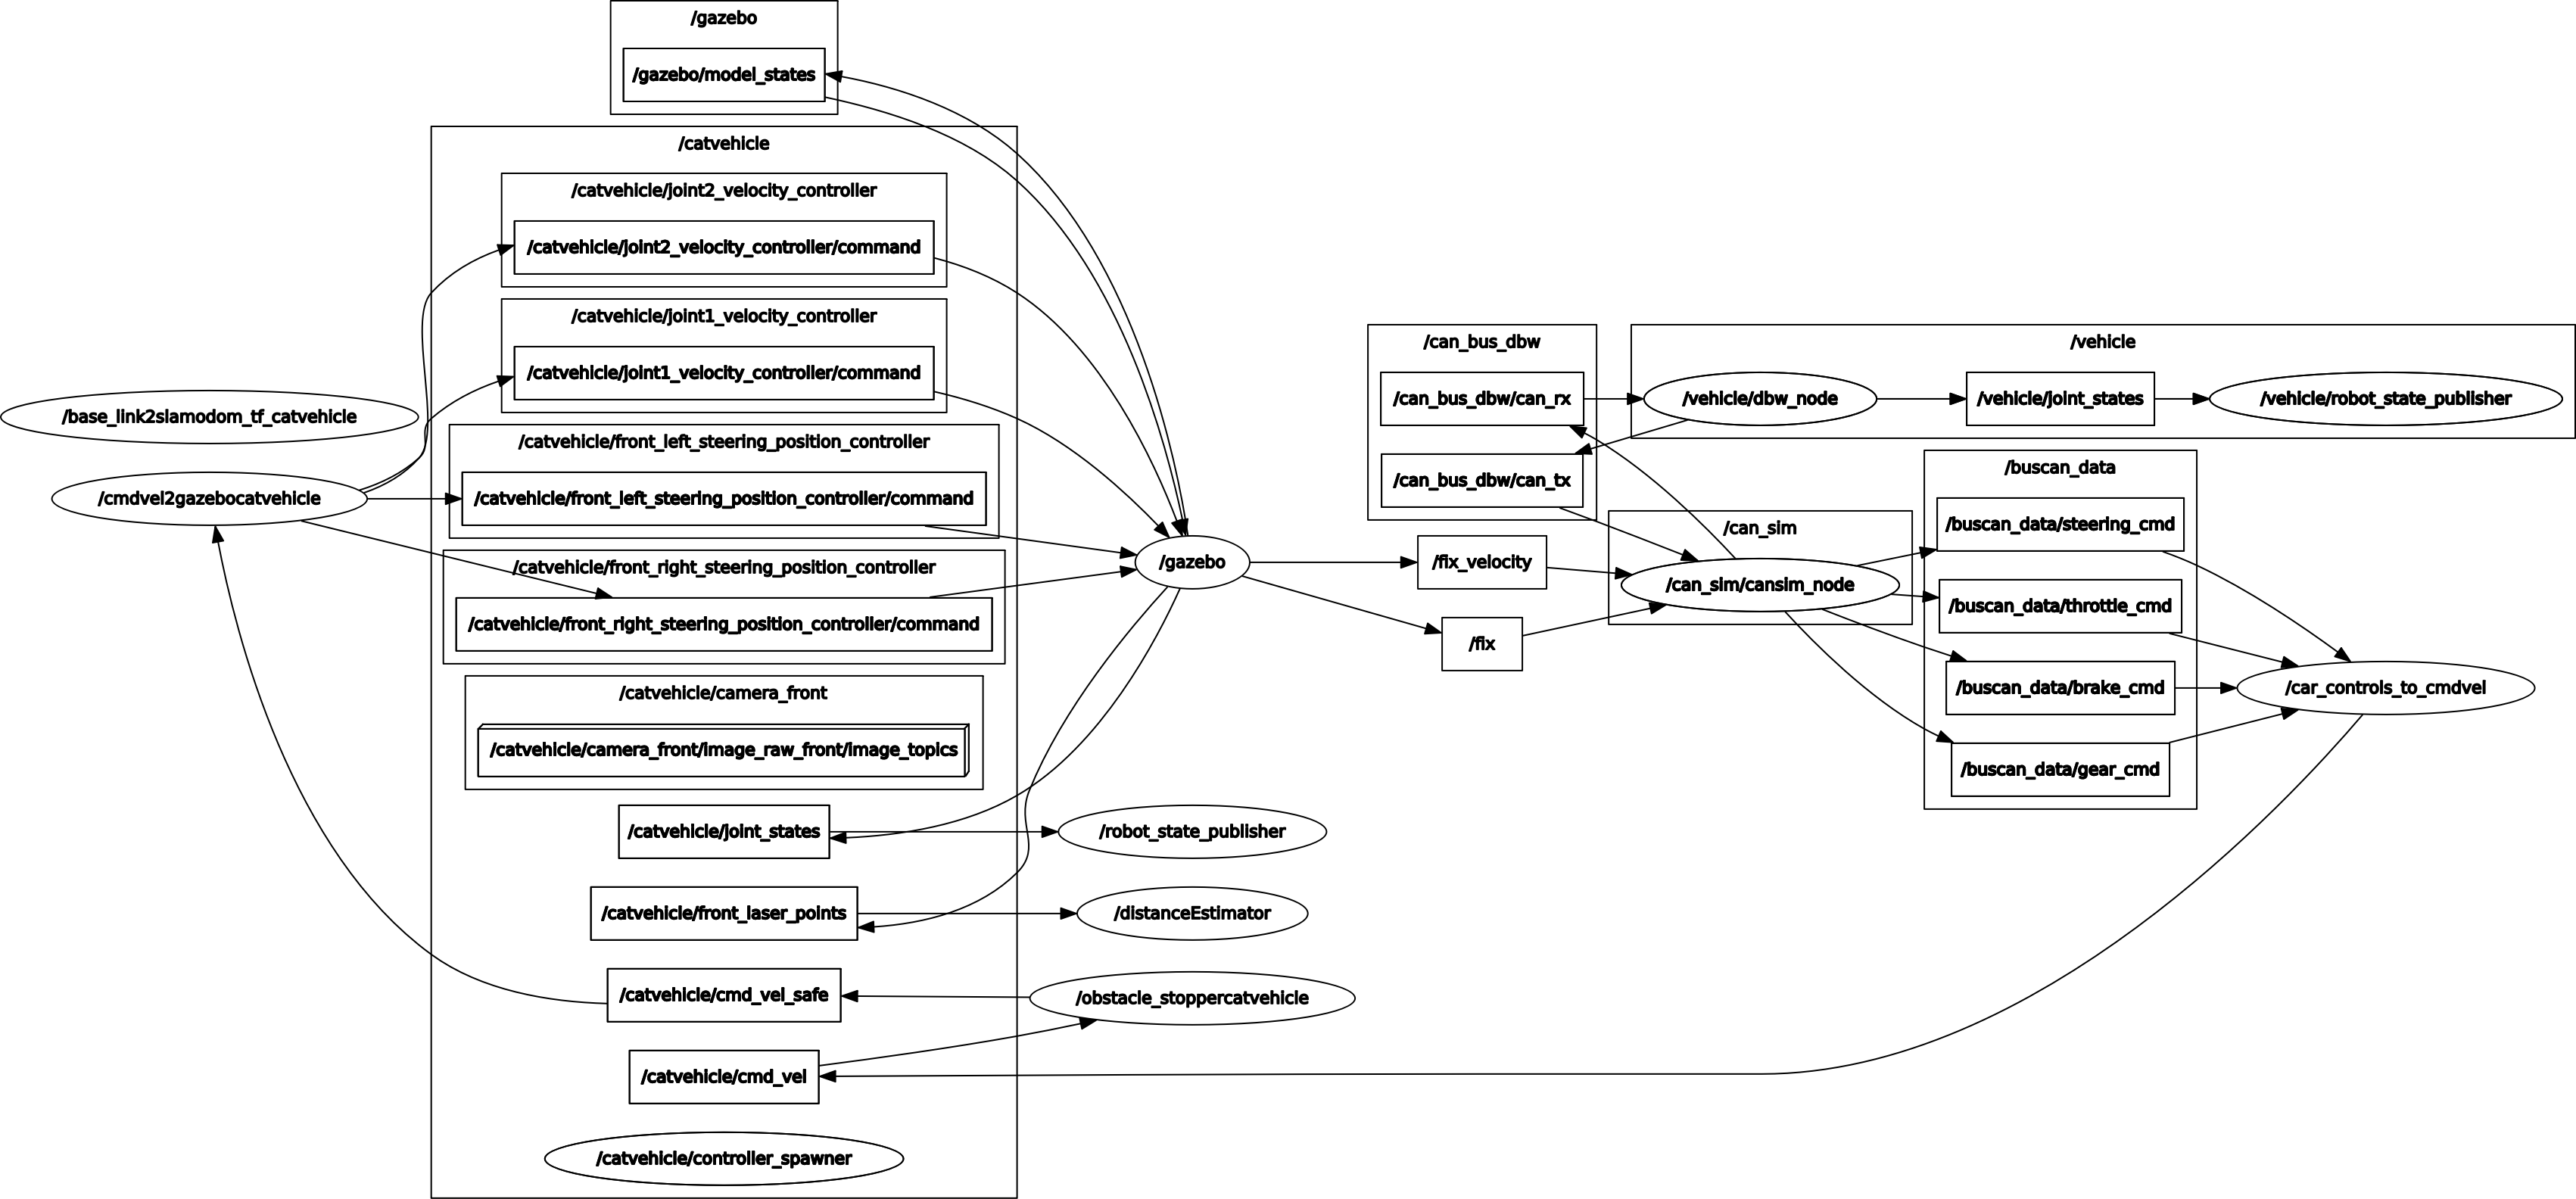 /gazebo
/gazebo/model_states
/catvehicle
/catvehicle/joint2_velocity_controller
/catvehicle/joint2_velocity_controller/command
/catvehicle/joint1_velocity_controller
/catvehicle/joint1_velocity_controller/command
/catvehicle/front_left_steering_position_controller
/catvehicle/front_left_steering_position_controller/command
/catvehicle/front_right_steering_position_controller
/catvehicle/front_right_steering_position_controller/command
/catvehicle/camera_front
/catvehicle/camera_front/image_raw_front/image_topics
/catvehicle/joint_states
/catvehicle/front_laser_points
/catvehicle/cmd_vel_safe
/catvehicle/cmd_vel
/catvehicle/controller_spawner
/base_link2slamodom_tf_catvehicle
/cmdvel2gazebocatvehicle
/gazebo
/robot_state_publisher
/distanceEstimator
/obstacle_stoppercatvehicle
/can_bus_dbw
/can_bus_dbw/can_rx
/can_bus_dbw/can_tx
/fix_velocity
/fix
/vehicle
/vehicle/dbw_node
/vehicle/joint_states
/vehicle/robot_state_publisher
/can_sim
/can_sim/cansim_node
/buscan_data
/buscan_data/steering_cmd
/buscan_data/throttle_cmd
/buscan_data/brake_cmd
/buscan_data/gear_cmd
/car_controls_to_cmdvel